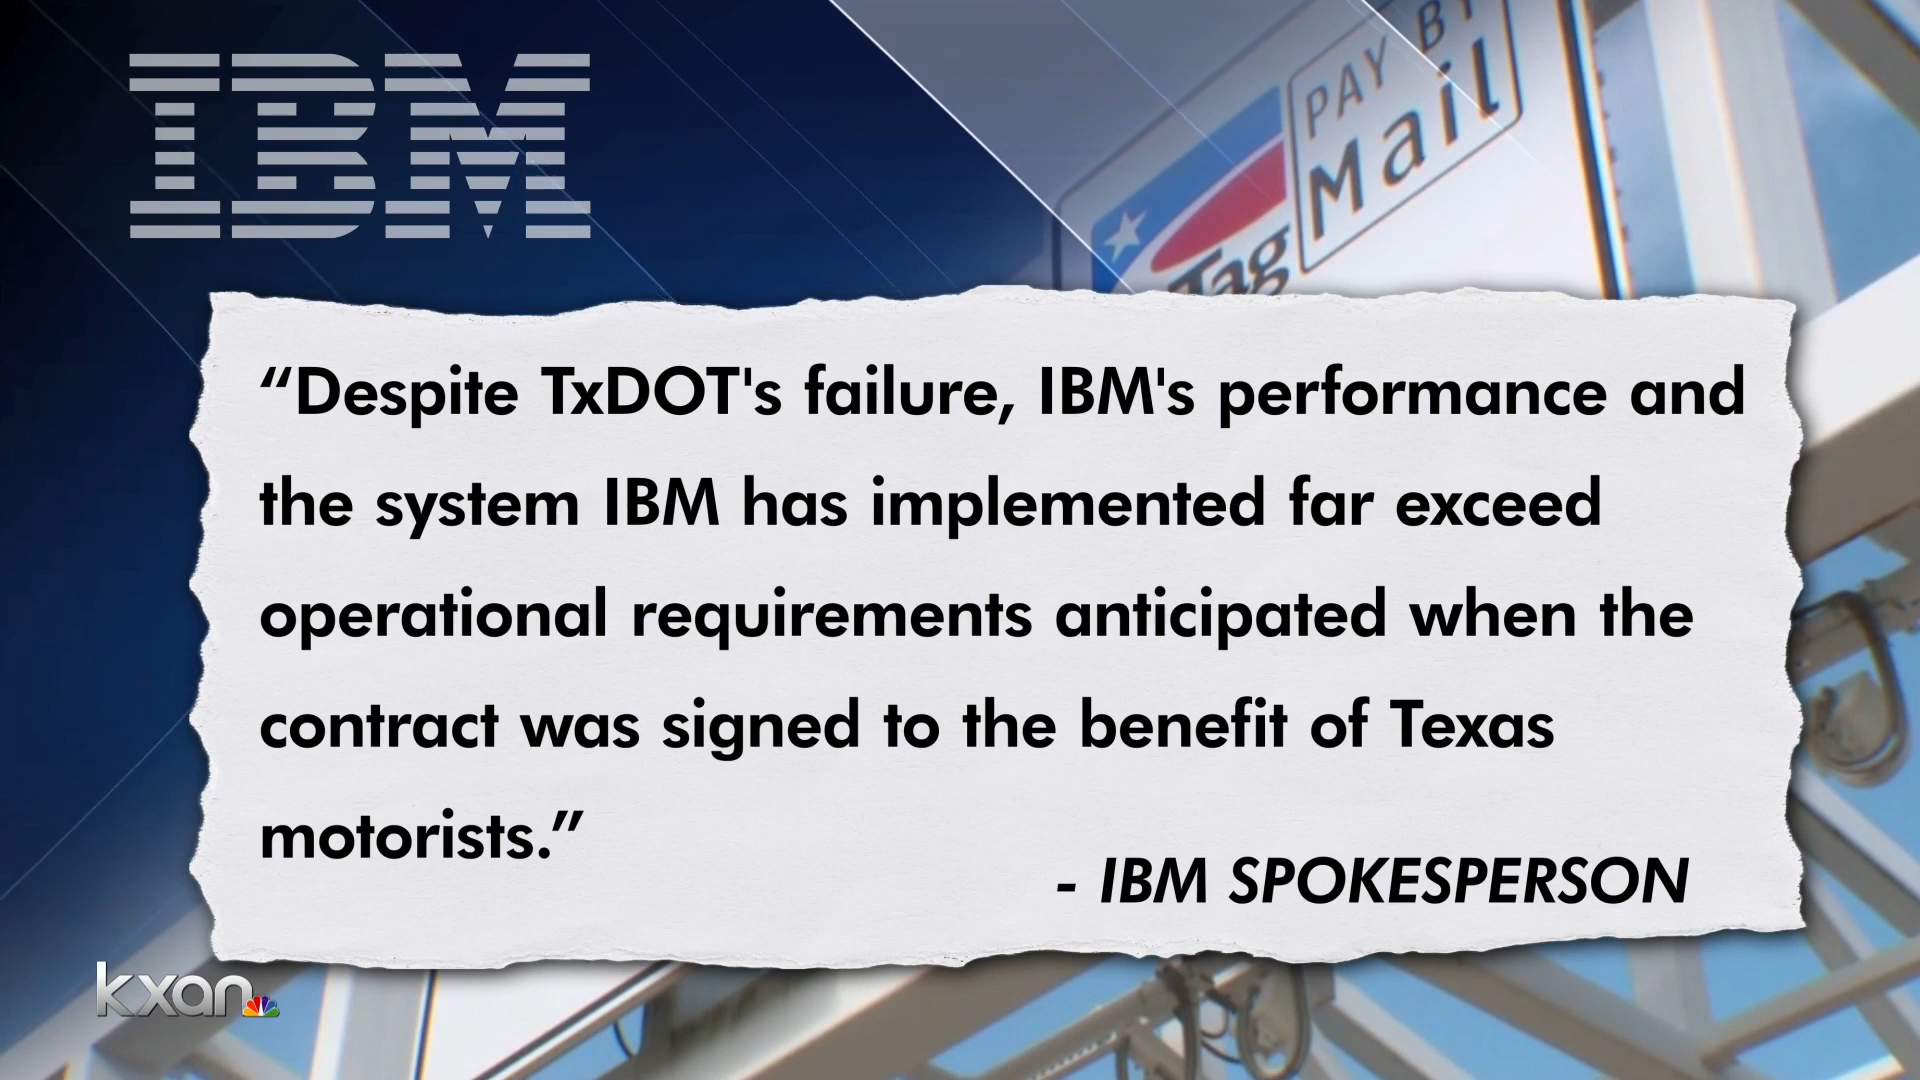 IBM
PAY BY
Mail
Tag
“Despite TxDOT's failure, IBM's performance and
the system IBM has implemented far exceed
operational requirements anticipated when the
contract was signed to the benefit of Texas
motorists.”
- IBM SPOKESPERSON
kxan